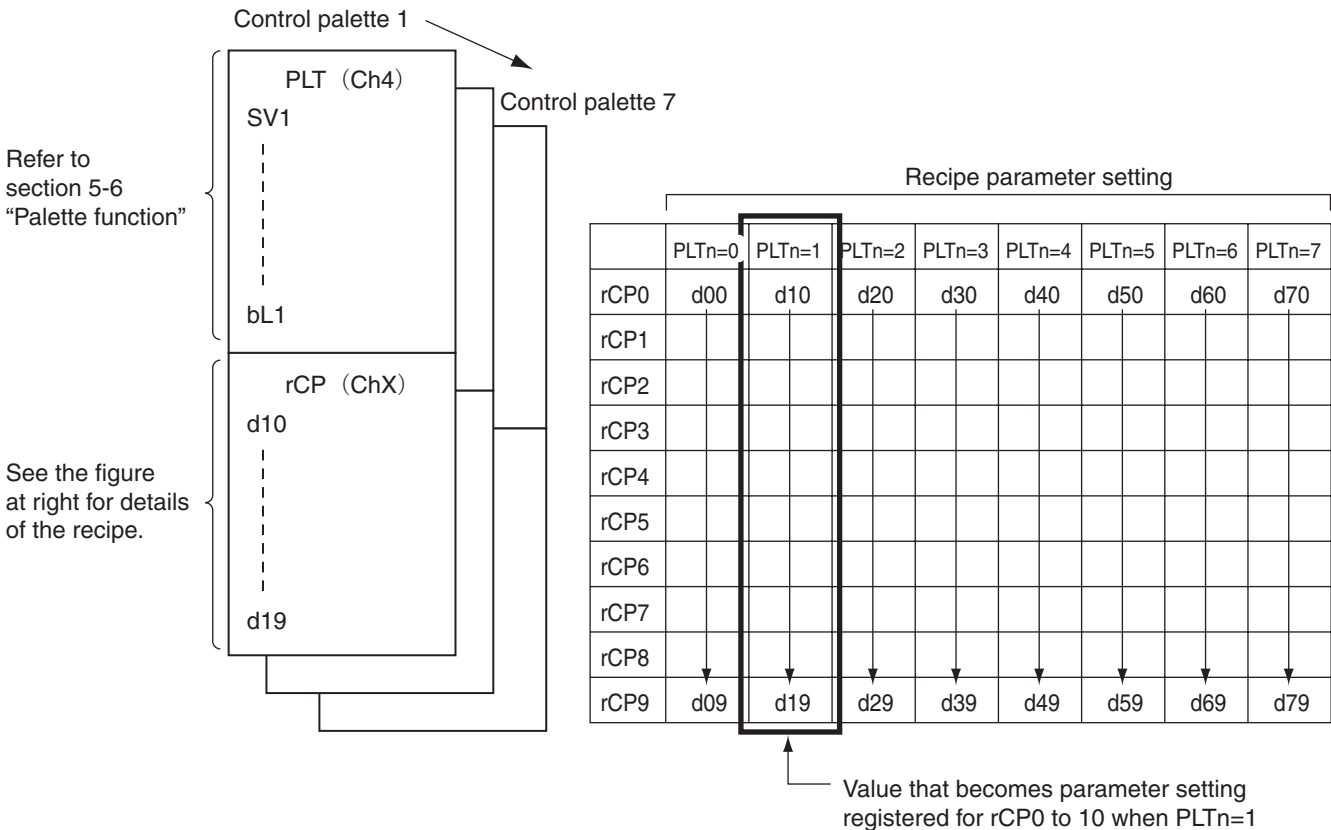 Control palette 1
PLT (Ch4)
SV1
bL1
Control palette 7
Refer to
section 5-6
“Palette function”
rCP (ChX)
d10
d19
See the figure
at right for details
of the recipe.
Recipe parameter setting
PLTn=0 PLTn=1 PLTn=2 PLTn=3 PLTn=4 PLTn=5 PLTn=6 PLTn=7
rCP0 d00 d10 d20 d30 d40 d50 d60 d70
rCP1
rCP2
rCP3
rCP4
rCP5
rCP6
rCP7
rCP8
rCP9 d09 d19 d29 d39 d49 d59 d69 d79
Value that becomes parameter setting
registered for rCP0 to 10 when PLTn=1